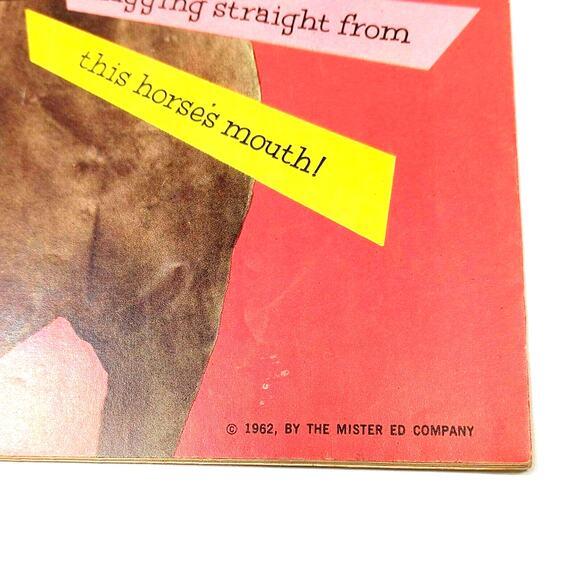 straight from
this horse's mouth!
© 1962, BY THE MISTER ED COMPANY